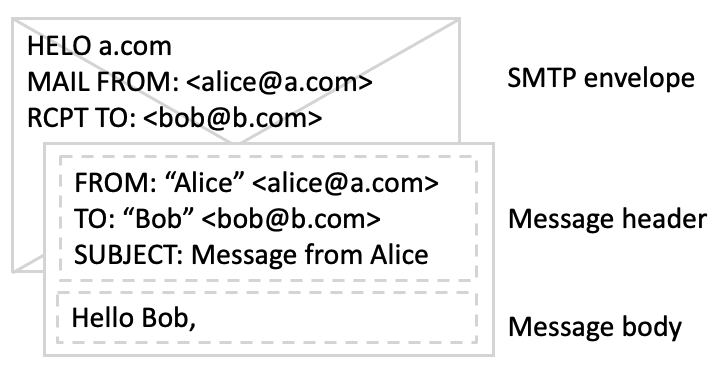 HELO a.com
MAIL FROM: <alice@a.com>
RCPT TO: <bob@b.com>
SMTP envelope
FROM: “Alice” <alice@a.com>
TO: “Bob” <bob@b.com>
SUBJECT: Message from Alice
Message header
Hello Bob,
Message body